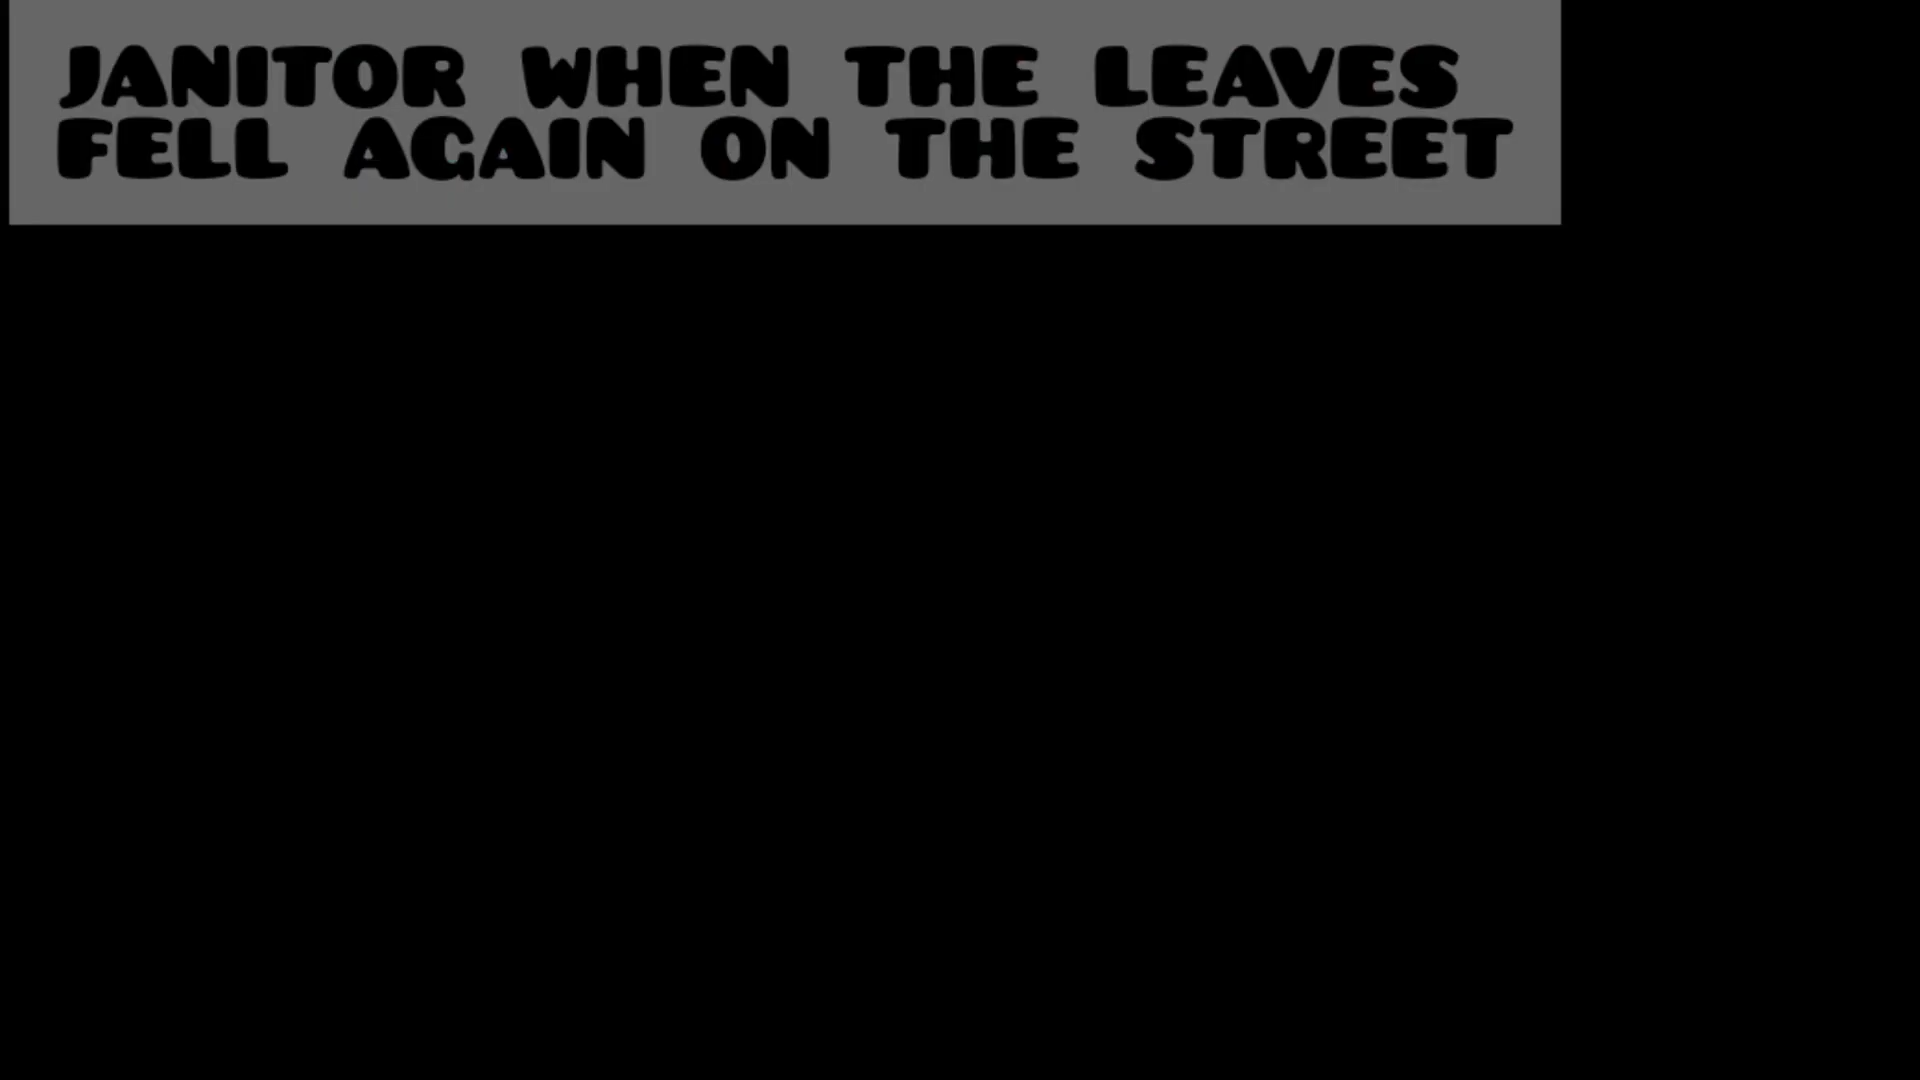 JANITOR WHEN THE LEAVES
FELL AGAIN ON THE STREET